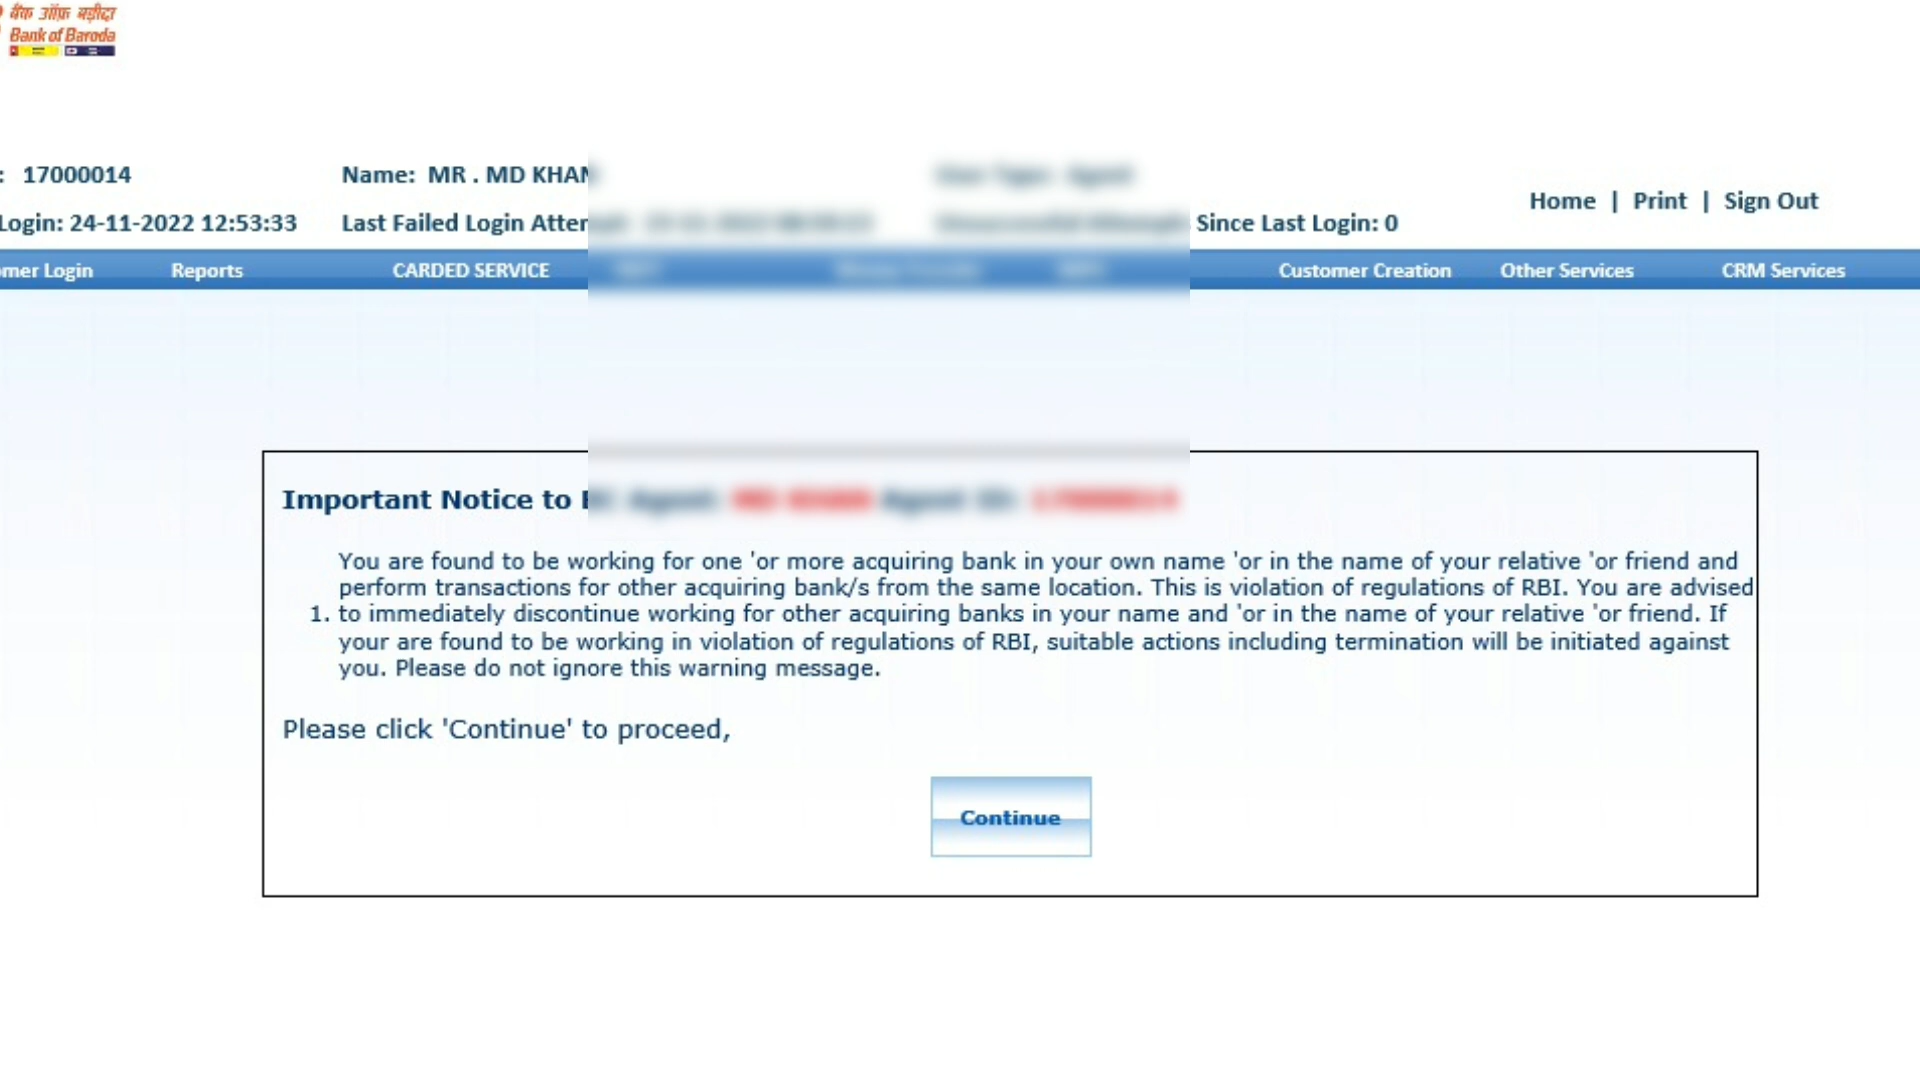 बैंक ऑफ़ बड़ौदा
Bank of Baroda
: 17000014 Name: MR . MD KHAN
Home | Print | Sign Out
Login: 24-11-2022 12:53:33 Last Failed Login Since Last Login: 0
mer Login Reports CARDED SERVICE Customer Creation Other Services CRM Services
Important Notice to
You are found to be working for one 'or more acquiring bank in your own name 'or in the name of your relative 'or friend and
perform transactions for other acquiring bank/s from the same location. This is violation of regulations of RBI. You are advised
1. to immediately discontinue working for other acquiring banks in your name and 'or in the name of your relative 'or friend. If
your are found to be working in violation of regulations of RBI, suitable actions including termination will be initiated against
you. Please do not ignore this warning message.
Please click 'Continue' to proceed,
Continue